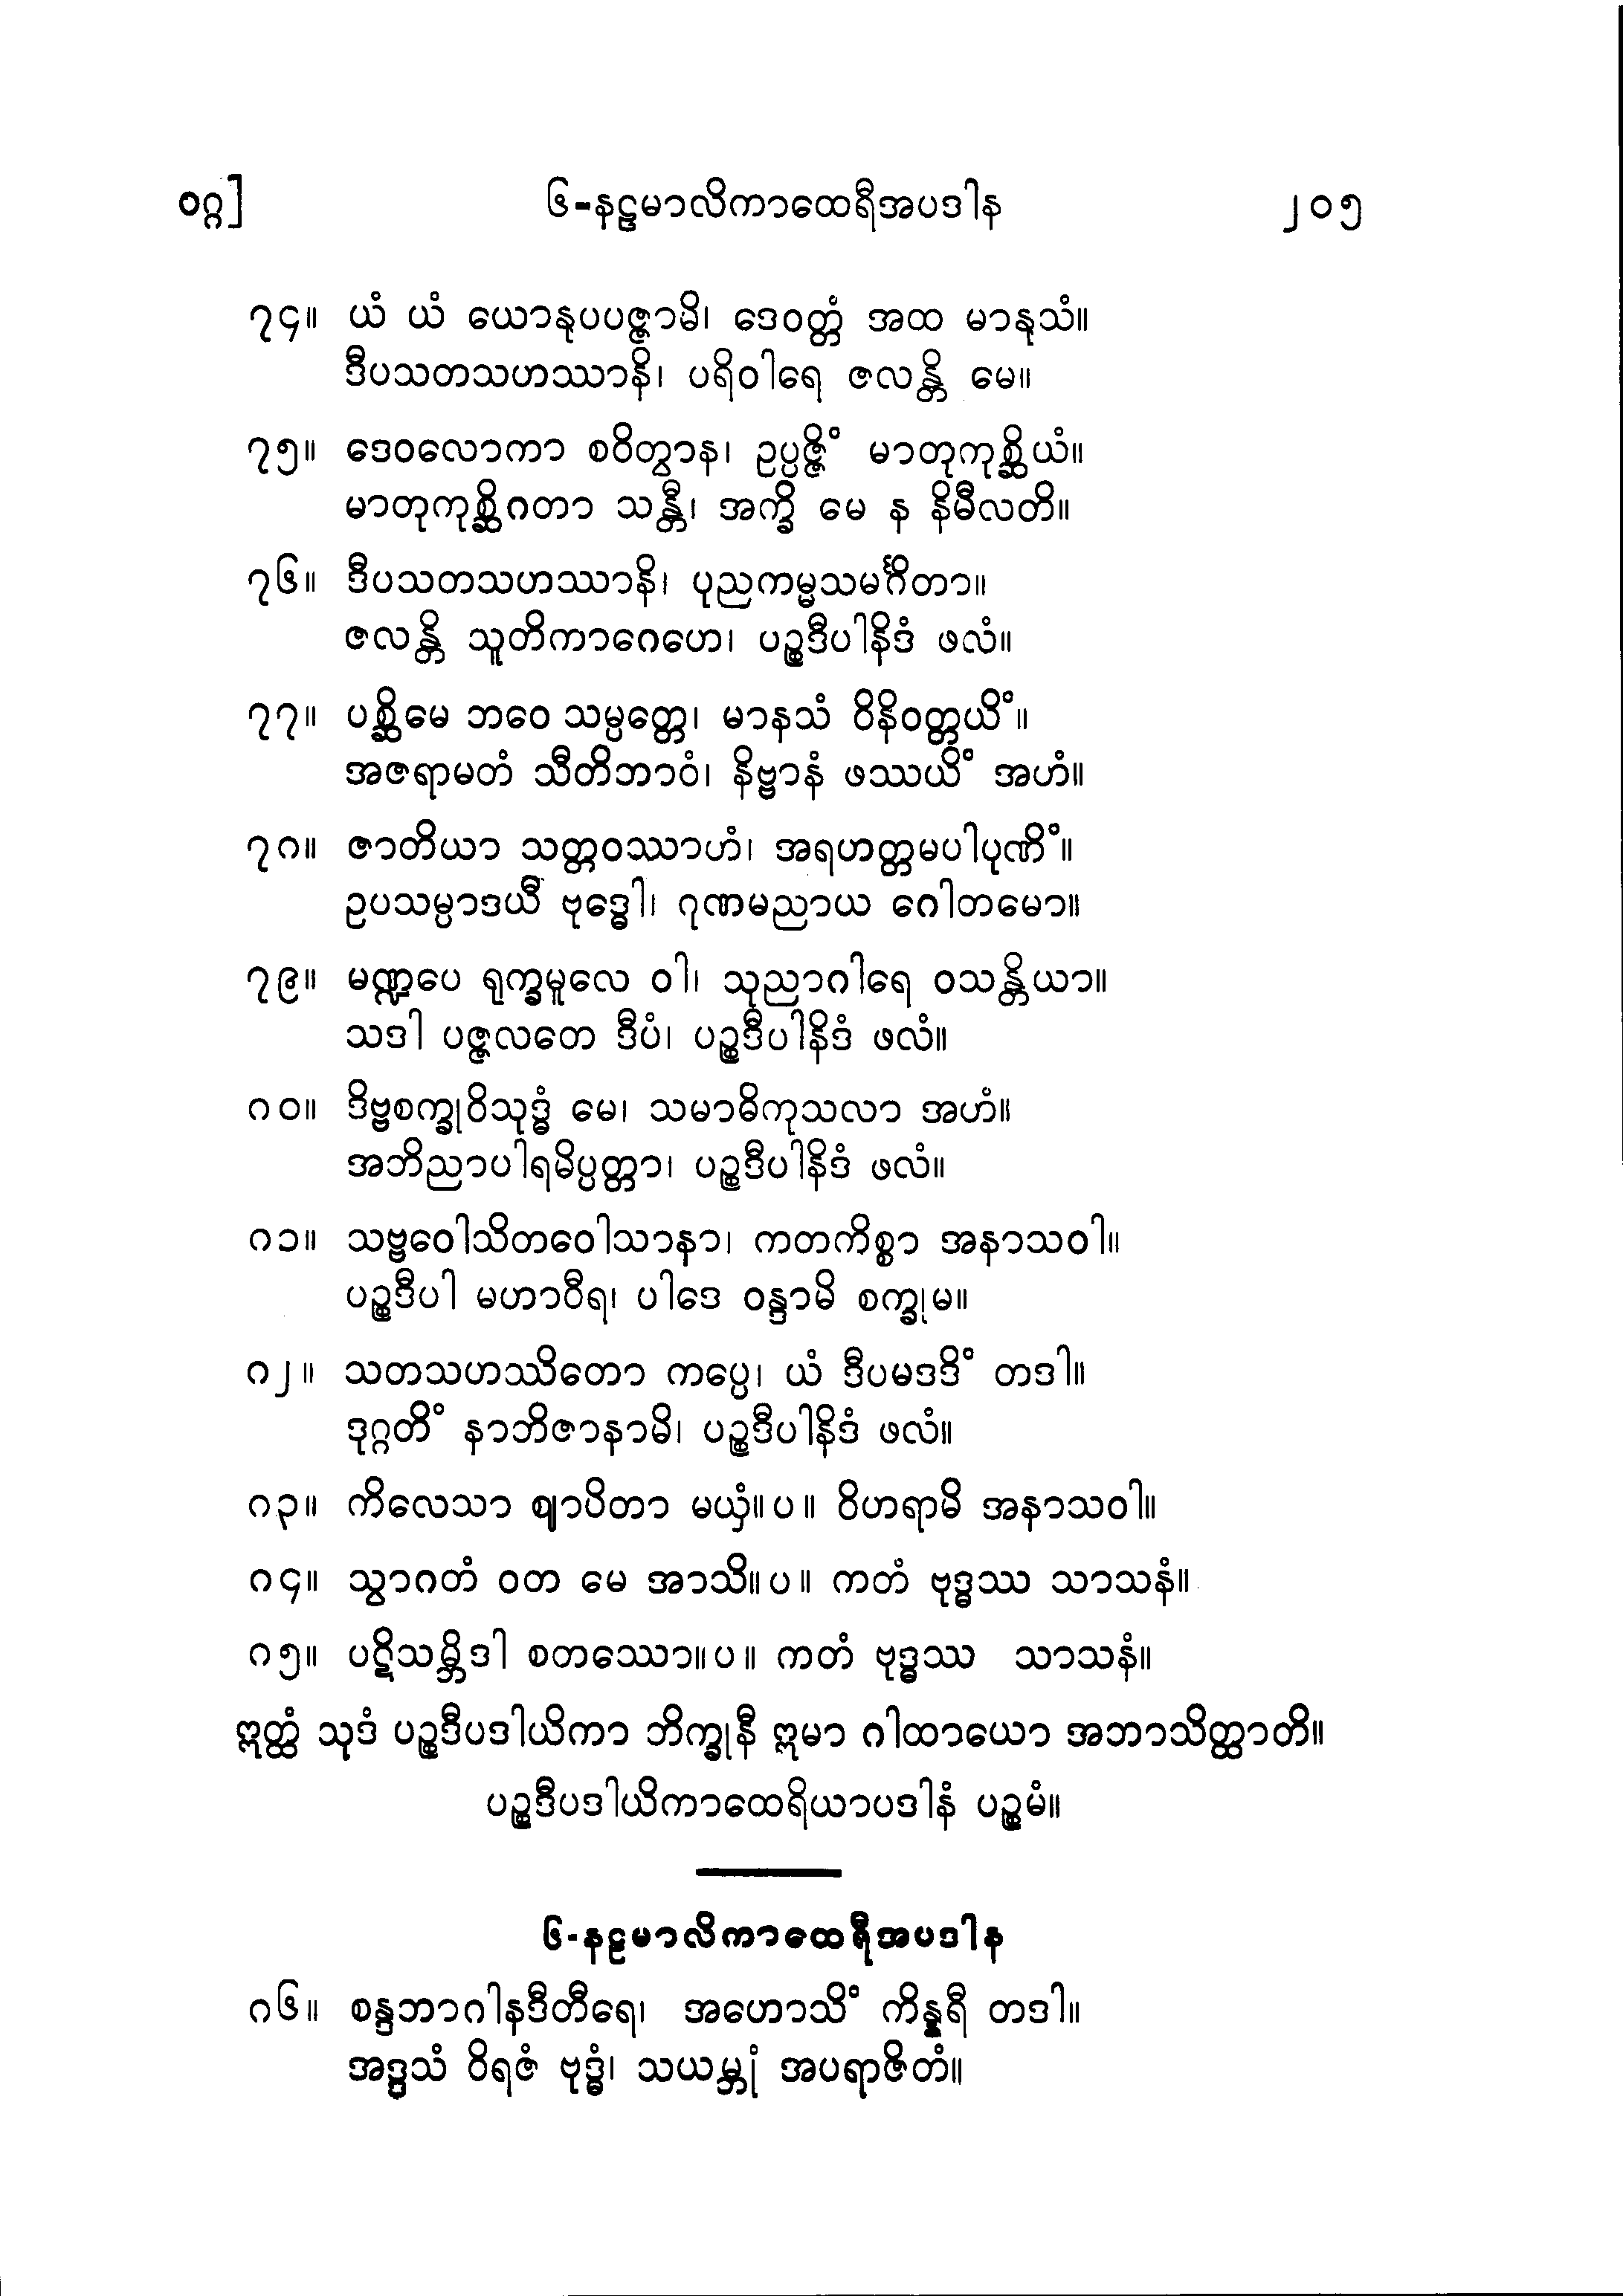 ဝဂ္ဂ] ၆-နဠမာလိကာထေရီအပဒါန ၂၀၅
၇၄။ ယံ ယံ ယောနုပပဇ္ဇာမိ၊ ဒေဝတ္တံ အထ မာနုသံ။
ဒီပသတသဟဿာနိ၊ ပရိဝါရေ ဇလန္တိ မေ။
၇၅။ ဒေဝလောကာ စဝိတွာန၊ ဥပ္ပဇ္ဇိံ မာတုကုစ္ဆိယံ။
မာတုကုစ္ဆိဂတာ သန္တီ၊ အက္ခိ မေ န နိမီလတိ။
၇၆။ ဒီပသတသဟဿာနိ၊ ပုညကမ္မသမင်္ဂိတာ။
ဇလန္တိ သူတိကာဂေဟေ၊ ပဉ္စဒီပါနိဒံ ဖလံ။
၇၇။ ပစ္ဆိမေ ဘဝေ သမ္ပတ္တေ၊ မာနသံ ဝိနိဝတ္တယိံ။
အဇရာမတံ သီတိဘာဝံ၊ နိဗ္ဗာနံ ဖဿယိံ အဟံ။
၇၈။ ဇာတိယာ သတ္တဝဿာဟံ၊ အရဟတ္တမပါပုဏိံ။
ဥပသမ္ပာဒယီ ဗုဒ္ဓေါ၊ ဂုဏမညာယ ဂေါတမော။
၇၉။ မဏ္ဍပေ ရုက္ခမူလေ ဝါ၊ သုညာဂါရေ ဝသန္တိယာ။
သဒါ ပဇ္ဇလတေ ဒီပံ၊ ပဉ္စဒီပါနိဒံ ဖလံ။
၈၀။ ဒိဗ္ဗစက္ခုဝိသုဒ္ဓံ မေ၊ သမာဓိကုသလာ အဟံ။
အဘိညာပါရမိပ္ပတ္တာ၊ ပဉ္စဒီပါနိဒံ ဖလံ။
၈၁။ သဗ္ဗဝေါသိတဝေါသာနာ၊ ကတကိစ္စာ အနာသဝါ။
ပဉ္စဒီပါ မဟာဝီရ၊ ပါဒေ ဝန္ဒာမိ စက္ခုမ။
၈၂။ သတသဟဿိတော ကပ္ပေ၊ ယံ ဒီပမဒဒိံ တဒါ။
ဒုဂ္ဂတိံ နာဘိဇာနာမိ၊ ပဉ္စဒီပါနိဒံ ဖလံ။
၈၃။ ကိလေသာ ဈာပိတာ မယှံ။ပ။ ဝိဟရာမိ အနာသဝါ။
၈၄။ သွာဂတံ ဝတ မေ အာသိ။ပ။ ကတံ ဗုဒ္ဓဿ သာသနံ။
၈၅။ ပဋိသမ္ဘိဒါ စတဿော။ပ။ ကတံ ဗုဒ္ဓဿ သာသနံ။
ဣတ္ထံ သုဒံ ပဉ္စဒီပဒါယိကာ ဘိက္ခုနီ ဣမာ ဂါထာယော အဘာသိတ္ထာတိ။
ပဉ္စဒီပဒါယိကာထေရိယာပဒါနံ ပဉ္စမံ။
၆-နဠမာလိကာထေရီအပဒါန
၈၆။ စန္ဒဘာဂါနဒီတီရေ၊ အဟောသိံ ကိန္နရီ တဒါ။
အဒ္ဒသံ ဝိရဇံ ဗုဒ္ဓံ၊ သယမ္ဘုံ အပရာဇိတံ။